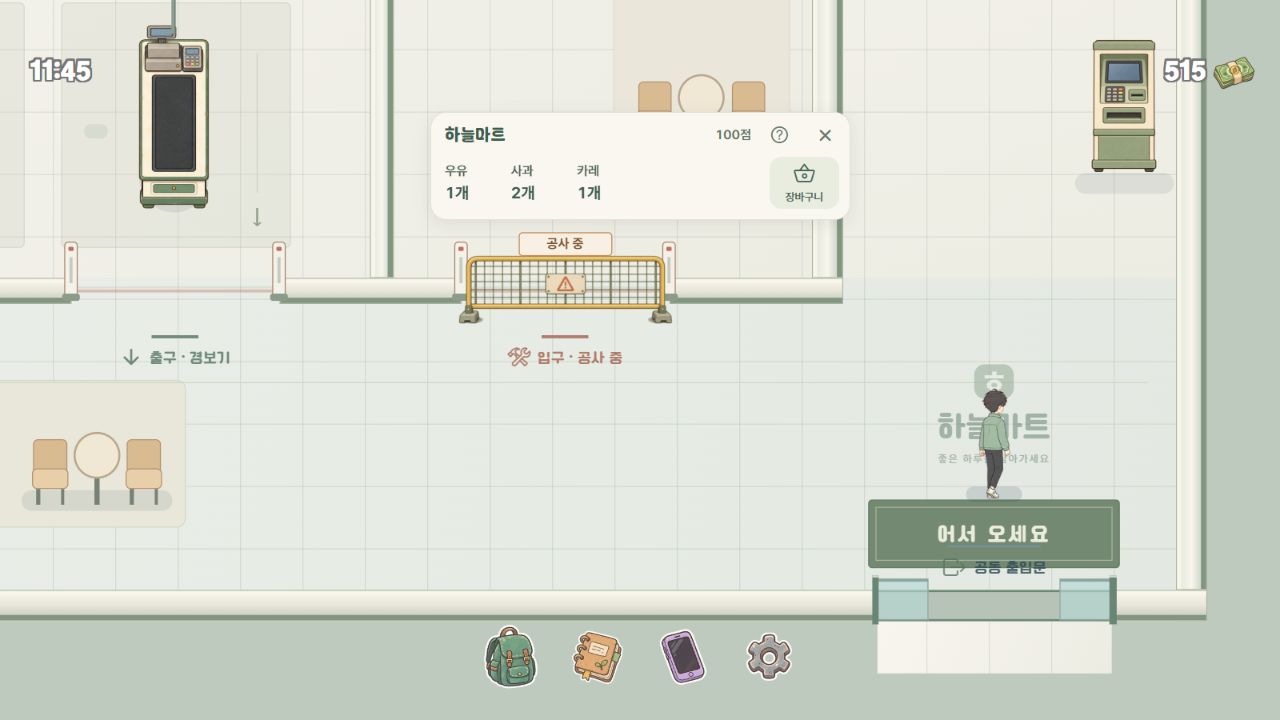 11:45
515
하늘마트
100점
?
우유
사과
카레
1개
2개
1개
장바구니
공사 중
출구 · 경보기
입구 · 공사 중
ㅎ
하늘마트
어서 오세요
공동 출입문